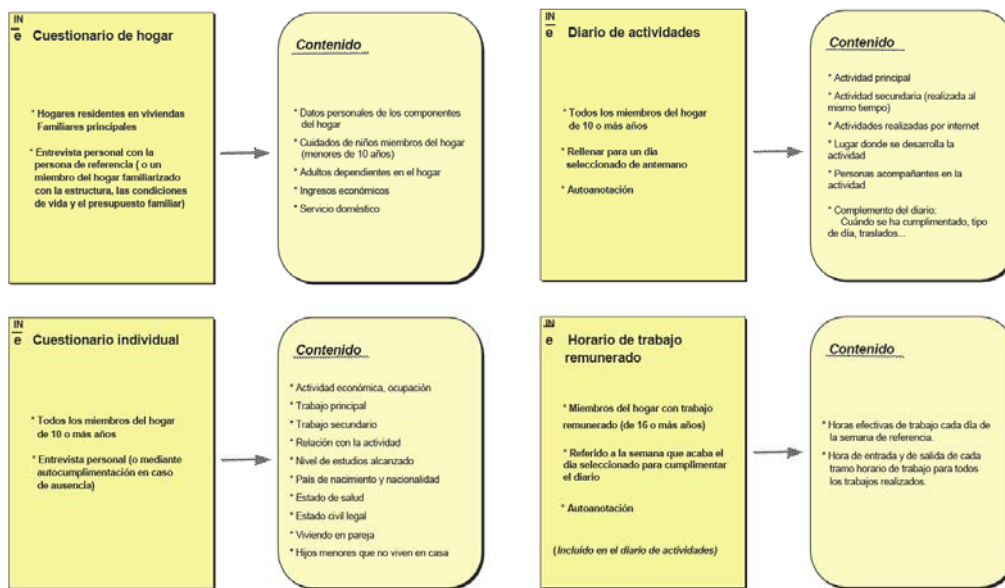 IN
e Cuestionario de hogar
* Hogares residentes en viviendas
Familiares principales
* Entrevista personal con la
persona de referencia ( o un
miembro del hogar familiarizado
con la estructura, las condiciones
de vida y el presupuesto familiar)
Contenido
* Datos personales de los componentes
del hogar
* Cuidados de niños miembros del hogar
(menores de 10 años)
* Adultos dependientes en el hogar
* Ingresos económicos
* Servicio doméstico
IN
e Diario de actividades
* Todos los miembros del hogar
de 10 o más años
* Rellenar para un día
seleccionado de antemano
* Autoanotación
Contenido
* Actividad principal
* Actividad secundaria (realizada al
mismo tiempo)
* Actividades realizadas por internet
* Lugar donde se desarrolla la
actividad
* Personas acompañantes en la
actividad
* Complemento del diario:
Cuándo se ha cumplimentado, tipo
de día, traslados...
IN
e Cuestionario individual
* Todos los miembros del hogar
de 10 o más años
* Entrevista personal (o mediante
autocumplimentación en caso
de ausencia)
Contenido
* Actividad económica, ocupación
* Trabajo principal
* Trabajo secundario
* Relación con la actividad
* Nivel de estudios alcanzado
* País de nacimiento y nacionalidad
* Estado de salud
* Estado civil legal
* Viviendo en pareja
* Hijos menores que no viven en casa
IN
e Horario de trabajo
remunerado
* Miembros del hogar con trabajo
remunerado (de 16 o más años)
* Referido a la semana que acaba el
día seleccionado para cumplimentar
el diario
* Autoanotación
(Incluido en el diario de actividades)
Contenido
* Horas efectivas de trabajo cada día de
la semana de referencia.
* Hora de entrada y de salida de cada
tramo horario de trabajo para todos
los trabajos realizados.